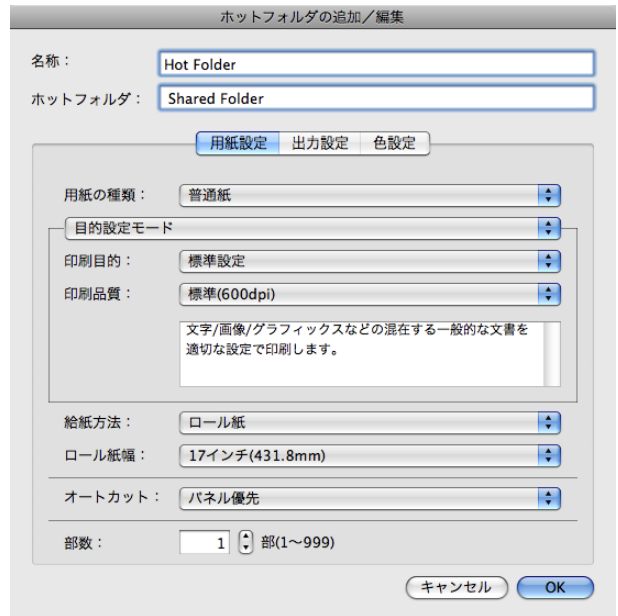 ホットフォルダの追加／編集
名称： Hot Folder
ホットフォルダ： Shared Folder
用紙設定 出力設定 色設定
用紙の種類： 普通紙
目的設定モード
印刷目的： 標準設定
印刷品質： 標準(600dpi)
文字/画像/グラフィックスなどの混在する一般的な文書を
適切な設定で印刷します。
給紙方法： ロール紙
ロール紙幅： 17インチ(431.8mm)
オートカット： パネル優先
部数： 1 部(1〜999)
キャンセル OK